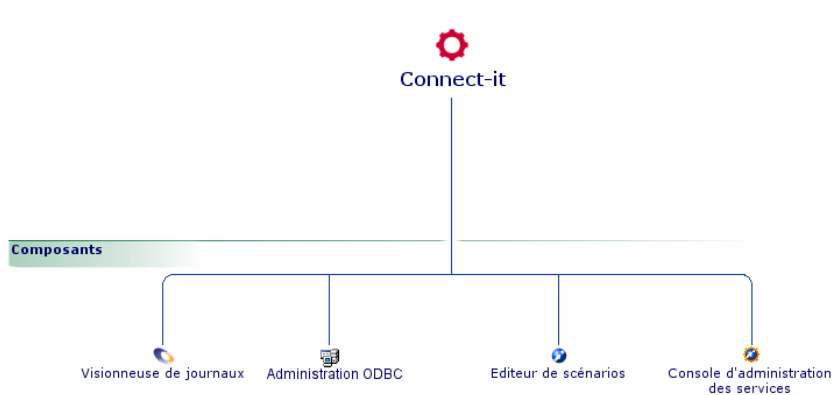 Connect-it
Composants
Visionneuse de journaux
Administration ODBC
Editeur de scénarios
Console d'administration
des services